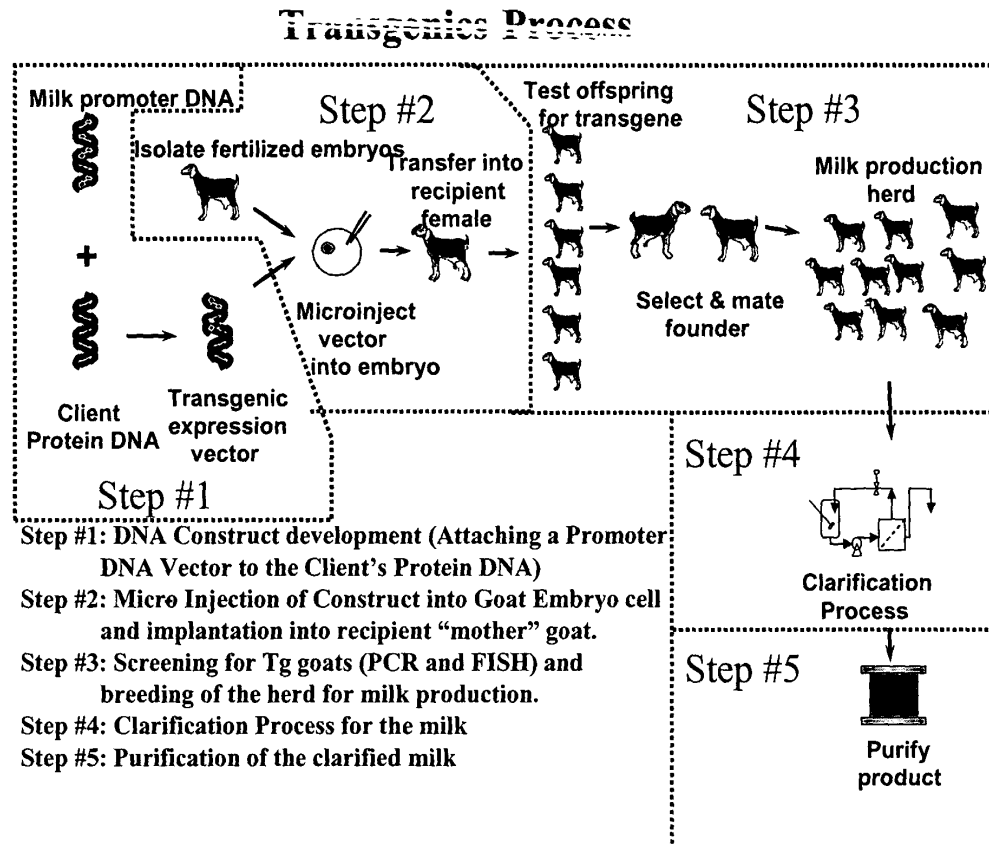 Transgenics Process
Milk promoter DNA
+
Client
Protein DNA
Transgenic
expression
vector
Step #1
Step #2
Isolate fertilized embryos
Transfer into
recipient
female
Microinject
vector
into embryo
Test offspring
for transgene
Step #3
Milk production
herd
Select & mate
founder
Step #4
Clarification
Process
Step #5
Purify
product
Step #1: DNA Construct development (Attaching a Promoter
DNA Vector to the Client's Protein DNA)
Step #2: Micro Injection of Construct into Goat Embryo cell
and implantation into recipient “mother” goat.
Step #3: Screening for Tg goats (PCR and FISH) and
breeding of the herd for milk production.
Step #4: Clarification Process for the milk
Step #5: Purification of the clarified milk